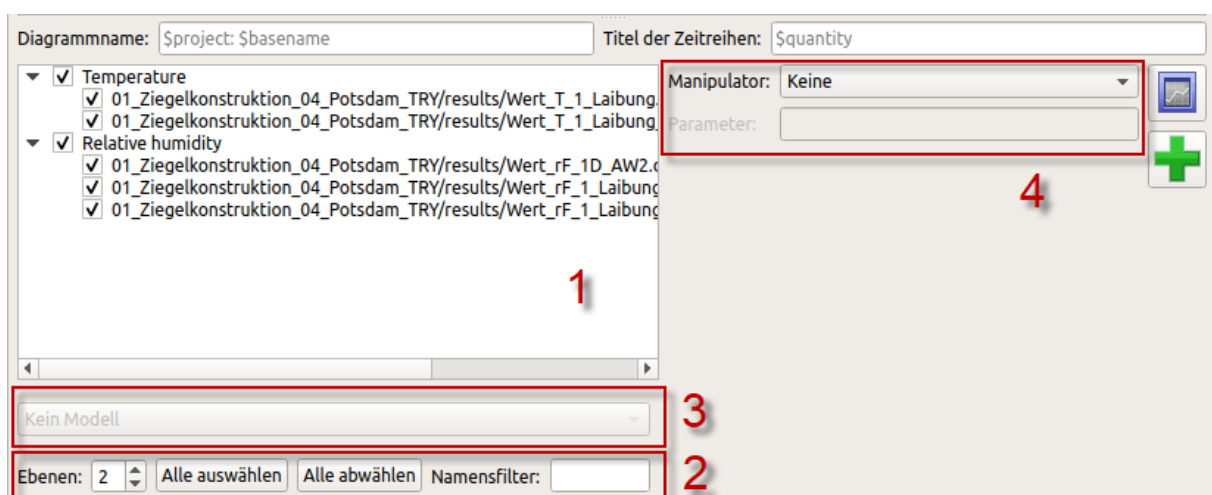 Diagrammname: $project: $basename Titel der Zeitreihen: $quantity
Temperature
01_Ziegelkonstruktion_04_Potsdam_TRY/results/Wert_T_1_Laibung.
01_Ziegelkonstruktion_04_Potsdam_TRY/results/Wert_T_1_Laibung_
Relative humidity
01_Ziegelkonstruktion_04_Potsdam_TRY/results/Wert_rF_1D_AW2.
01_Ziegelkonstruktion_04_Potsdam_TRY/results/Wert_rF_1_Laibung
01_Ziegelkonstruktion_04_Potsdam_TRY/results/Wert_rF_1_Laibung
1
Manipulator: Keine
Parameter:
4
Kein Modell
3
Ebenen: 2 Alle auswählen Alle abwählen Namensfilter:
2